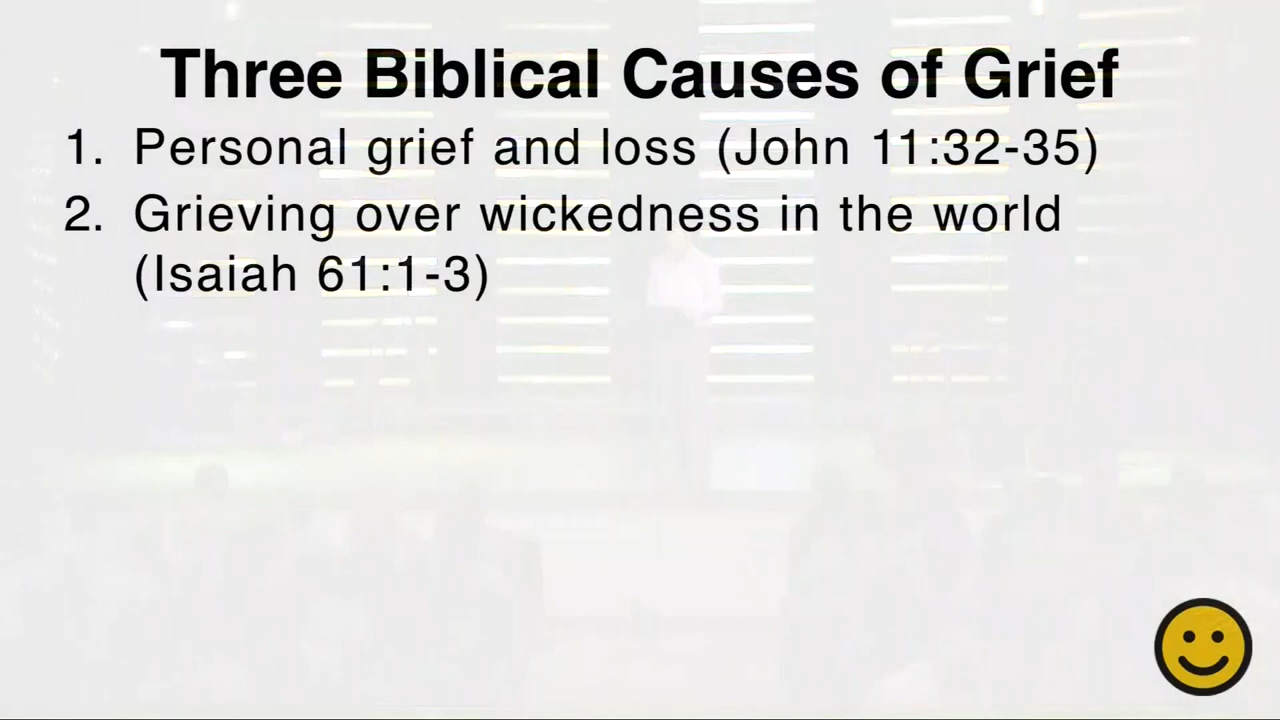 Three Biblical Causes of Grief
1. Personal grief and loss (John 11:32-35)
2. Grieving over wickedness in the world
(Isaiah 61:1-3)